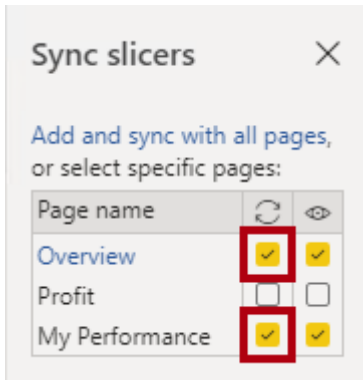 Sync slicers
Add and sync with all pages,
or select specific pages:
Page name
Overview
Profit
My Performance